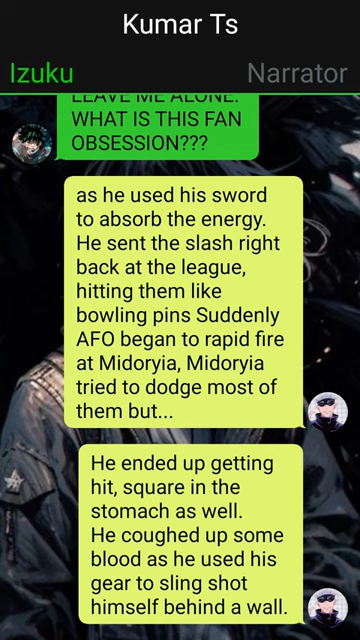 Kumar Ts
Izuku
Narrator
LEAVE ME ALONE.
WHAT IS THIS FAN
OBSESSION???
as he used his sword
to absorb the energy.
He sent the slash right
back at the league,
hitting them like
bowling pins Suddenly
AFO began to rapid fire
at Midoryia, Midoryia
tried to dodge most of
them but...
He ended up getting
hit, square in the
stomach as well.
He coughed up some
blood as he used his
gear to sling shot
himself behind a wall.